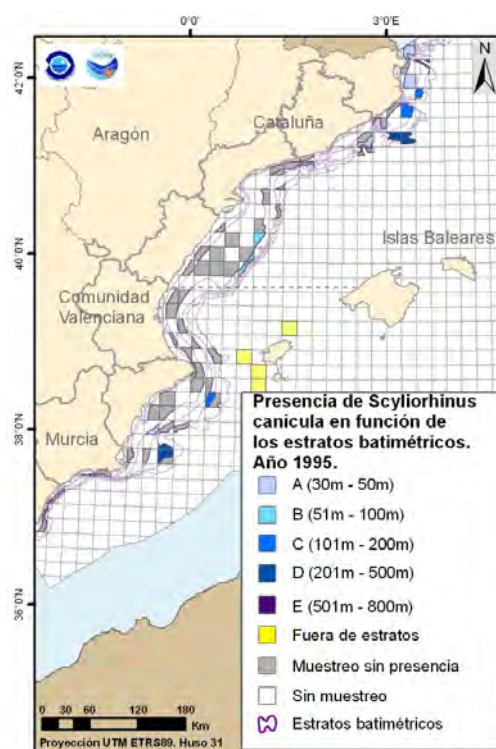 0°0' 3°0'E
N
42°0'N
Cataluña
Aragón
40°0'N
Islas Baleares
Comunidad
Valenciana
38°0'N
Murcia
36°0'N
Presencia de Scyliorhinus
canicula en función de
los estratos batimétricos.
Año 1995.
A (30m - 50m)
B (51m - 100m)
C (101m - 200m)
D (201m - 500m)
E (501m - 800m)
Fuera de estratos
Muestreo sin presencia
Sin muestreo
Estratos batimétricos
0 30 60 120 180
Km
Proyección UTM ETRS89. Huso 31